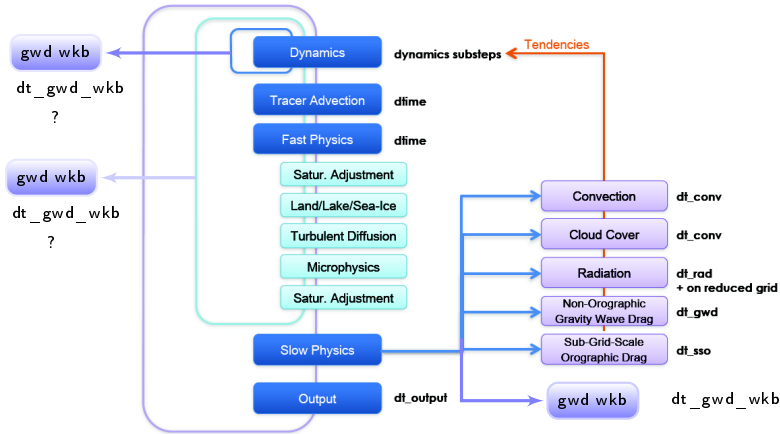 gwd wkb
dt_gwd_wkb
?
gwd wkb
dt_gwd_wkb
?
Dynamics
dynamics substeps
Tendencies
Tracer Advection
dtime
Fast Physics
dtime
Satur. Adjustment
Land/Lake/Sea-Ice
Turbulent Diffusion
Microphysics
Satur. Adjustment
Slow Physics
Output
dt_output
Convection
dt_conv
Cloud Cover
dt_conv
Radiation
dt_rad
+ on reduced grid
Non-Orographic
Gravity Wave Drag
dt_gwd
Sub-Grid-Scale
Orographic Drag
dt_sso
gwd wkb
dt_gwd_wkb